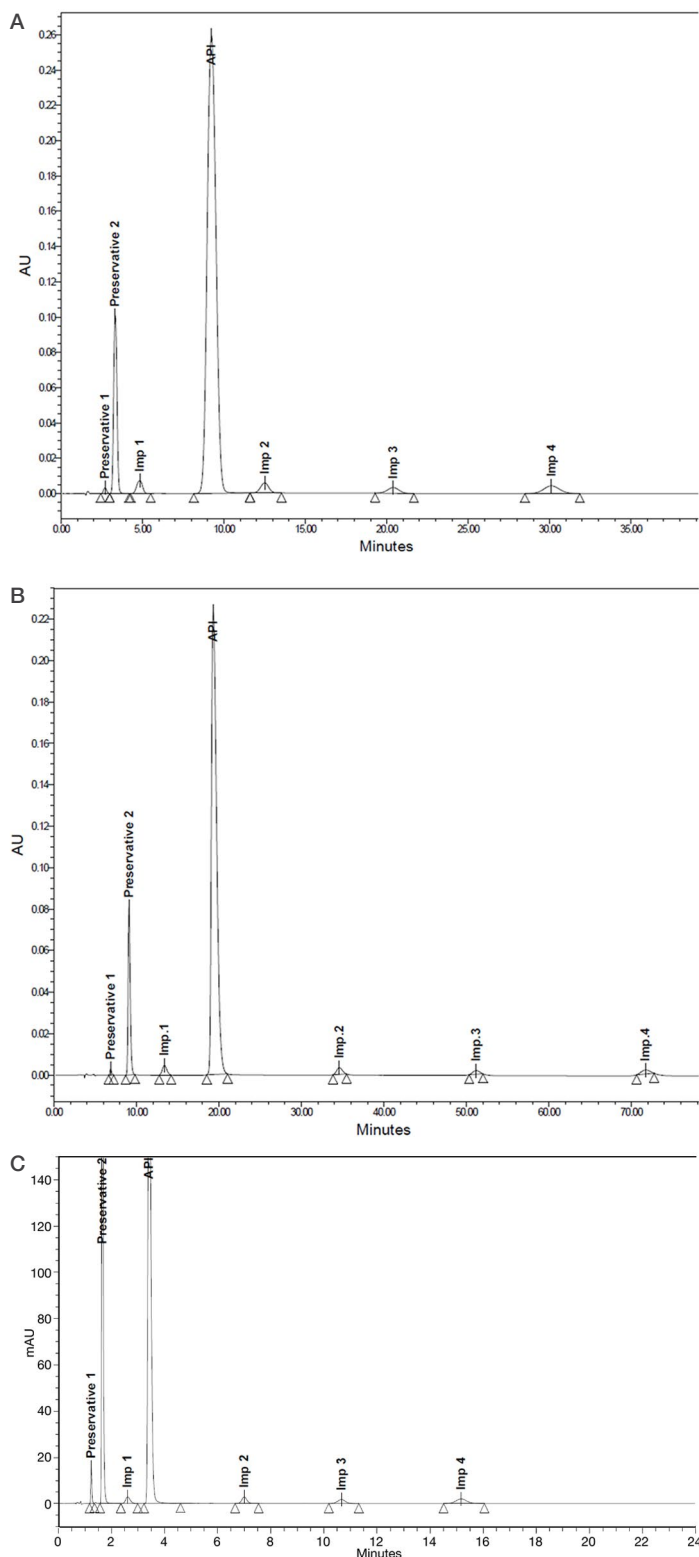 A
0.26
0.24
0.22
0.20
0.18
0.16
0.14
0.12
0.10
0.08
0.06
0.04
0.02
0.00
AU
Preservative 1
Preservative 2
Imp 1
API
Imp 2
Imp 3
Imp 4
0.00 5.00 10.00 15.00 20.00 25.00 30.00 35.00
Minutes
B
0.22
0.20
0.18
0.16
0.14
0.12
0.10
0.08
0.06
0.04
0.02
0.00
AU
Preservative 1
Preservative 2
Imp.1
API
Imp.2
Imp.3
Imp.4
0.00 10.00 20.00 30.00 40.00 50.00 60.00 70.00
Minutes
C
140
120
100
80
60
40
20
0
mAU
Preservative 1
Preservative 2
Imp 1
API
Imp 2
Imp 3
Imp 4
0 2 4 6 8 10 12 14 16 18 20 22 24
Minutes